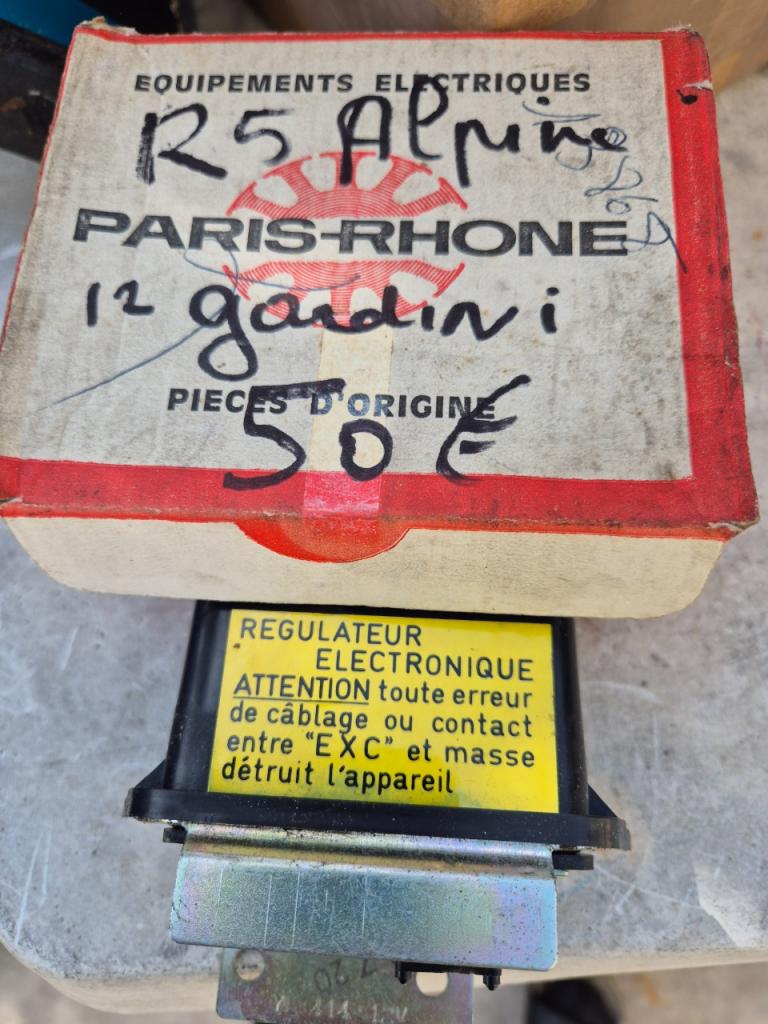 EQUIPEMENTS ELECTRIQUES
R5 Alpine
PARIS-RHONE
12 gordini
PIECES D'ORIGINE
50€
REGULATEUR
ELECTRONIQUE
ATTENTION toute erreur
de câblage ou contact
entre "EXC" et masse
détruit l'appareil